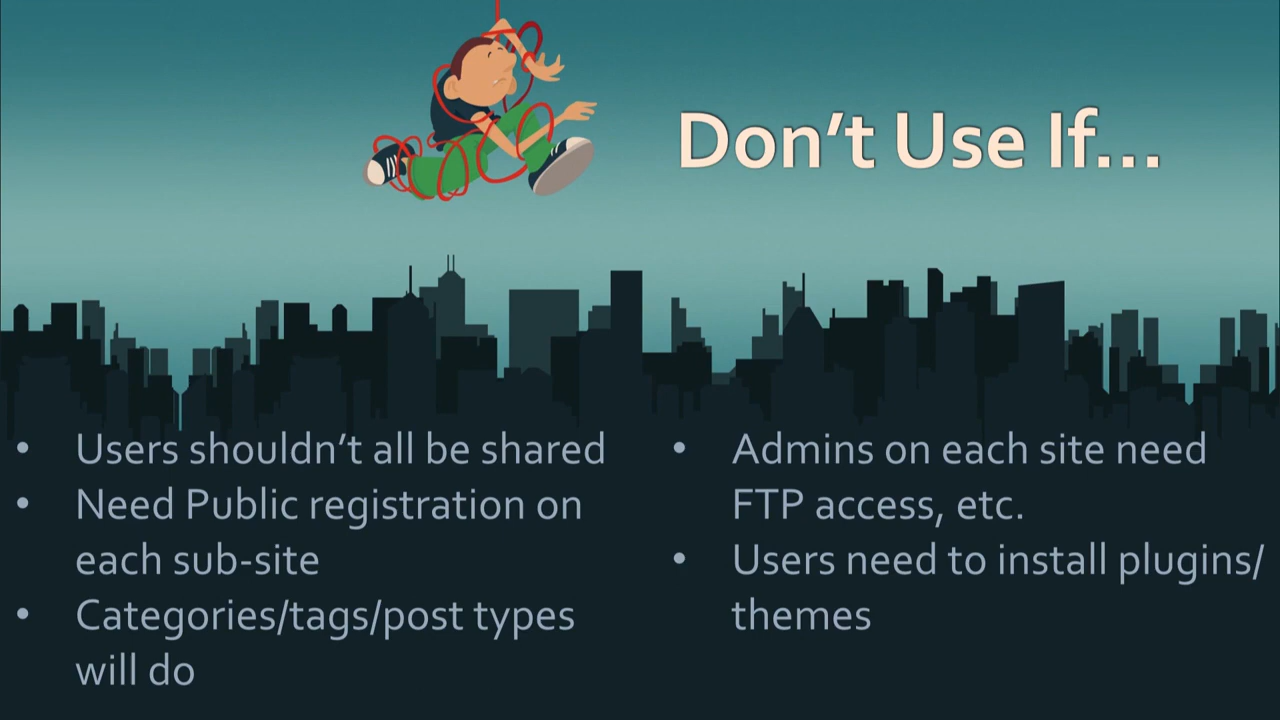 Don’t Use If...
• Users shouldn’t all be shared
• Need Public registration on
each sub-site
• Categories/tags/post types
will do
• Admins on each site need
FTP access, etc.
• Users need to install plugins/
themes